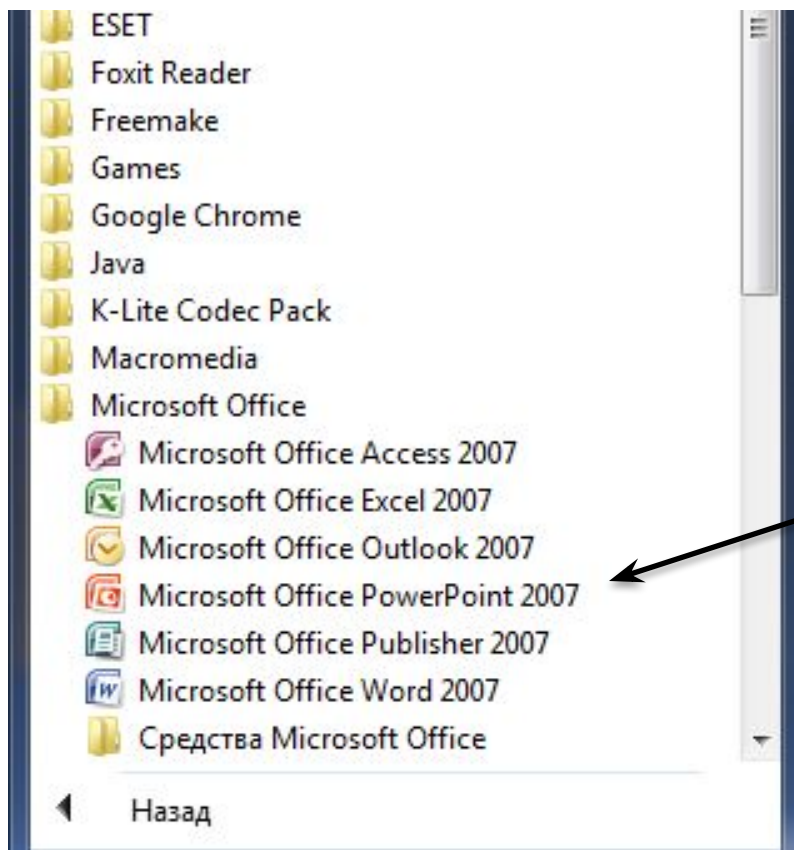 ESET
Foxit Reader
Freemake
Games
Google Chrome
Java
K-Lite Codec Pack
Macromedia
Microsoft Office
Microsoft Office Access 2007
Microsoft Office Excel 2007
Microsoft Office Outlook 2007
Microsoft Office PowerPoint 2007
Microsoft Office Publisher 2007
Microsoft Office Word 2007
Средства Microsoft Office
Назад